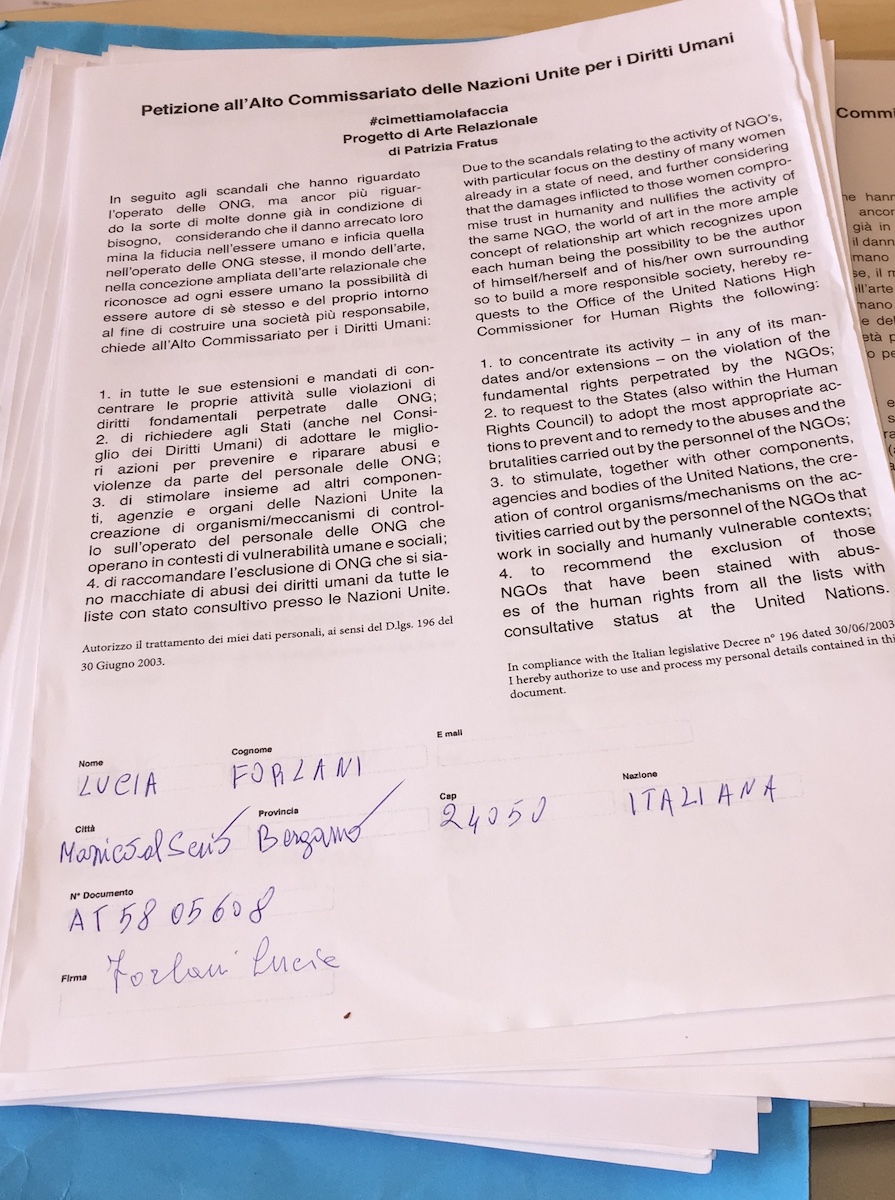 Petizione all'Alto Commissariato delle Nazioni Unite per i Diritti Umani
#cimettiamolafaccia
Progetto di Arte Relazionale
di Patrizia Fratus
In seguito agli scandali che hanno riguardato
l'operato delle ONG, ma ancor più riguar-
do la sorte di molte donne già in condizione di
bisogno, considerando che il danno arrecato loro
mina la fiducia nell'essere umano e inficia quella
nell'operato delle ONG stesse, il mondo dell'arte,
nella concezione ampliata dell'arte relazionale che
riconosce ad ogni essere umano la possibilità di
essere autore di sè stesso e del proprio intorno
al fine di costruire una società più responsabile,
chiede all'Alto Commissariato per i Diritti Umani:
1. in tutte le sue estensioni e mandati di con-
centrare le proprie attività sulle violazioni di
diritti fondamentali perpetrate dalle ONG;
2. di richiedere agli Stati (anche nel Consi-
glio dei Diritti Umani) di adottare le miglio-
ri azioni per prevenire e riparare abusi e
violenze da parte del personale delle ONG;
3. di stimolare insieme ad altri componen-
ti, agenzie e organi delle Nazioni Unite la
creazione di organismi/meccanismi di control-
lo sull'operato del personale delle ONG che
operano in contesti di vulnerabilità umane e sociali;
4. di raccomandare l'esclusione di ONG che si sia-
no macchiate di abusi dei diritti umani da tutte le
liste con stato consultivo presso le Nazioni Unite.
Autorizzo il trattamento dei miei dati personali, ai sensi del D.lgs. 196 del
30 Giugno 2003.
Due to the scandals relating to the activity of NGO's,
with particular focus on the destiny of many women
already in a state of need, and further considering
that the damages inflicted to those women compro-
mise trust in humanity and nullifies the activity of
the same NGO, the world of art in the more ample
concept of relationship art which recognizes upon
each human being the possibility to be the author
of himself/herself and of his/her own surrounding
so to build a more responsible society, hereby re-
quests to the Office of the United Nations High
Commissioner for Human Rights the following:
1. to concentrate its activity – in any of its man-
dates and/or extensions – on the violation of the
fundamental rights perpetrated by the NGOs;
2. to request to the States (also within the Human
Rights Council) to adopt the most appropriate ac-
tions to prevent and to remedy to the abuses and the
brutalities carried out by the personnel of the NGOs;
3. to stimulate, together with other components,
agencies and bodies of the United Nations, the cre-
ation of control organisms/mechanisms on the ac-
tivities carried out by the personnel of the NGOs that
work in socially and humanly vulnerable contexts;
4. to recommend the exclusion of those
NGOs that have been stained with abus-
es of the human rights from all the lists with
consultative status at the United Nations.
In compliance with the Italian legislative Decree n° 196 dated 30/06/2003
I hereby authorize to use and process my personal details contained in thi
document.
Nome Cognome E mail
LUCIA FORLANI
Città Provincia Cap Nazione
Bergamo 24050 ITALIANA
N° Documento
AT 5805608
Firma Forlani Lucia